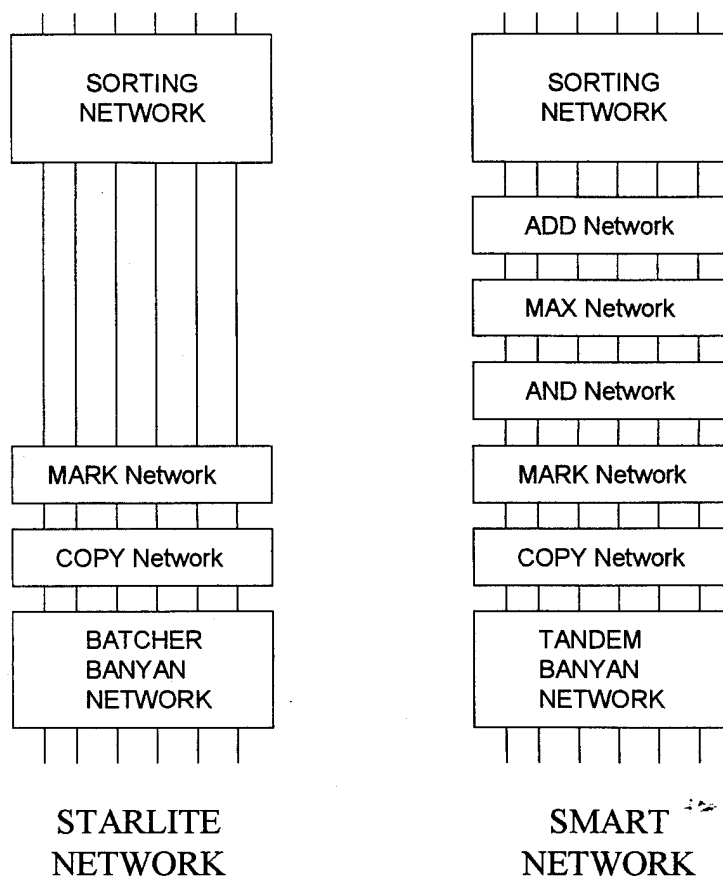 SORTING
NETWORK
MARK Network
COPY Network
BATCHER
BANYAN
NETWORK
STARLITE
NETWORK
SORTING
NETWORK
ADD Network
MAX Network
AND Network
MARK Network
COPY Network
TANDEM
BANYAN
NETWORK
SMART
NETWORK